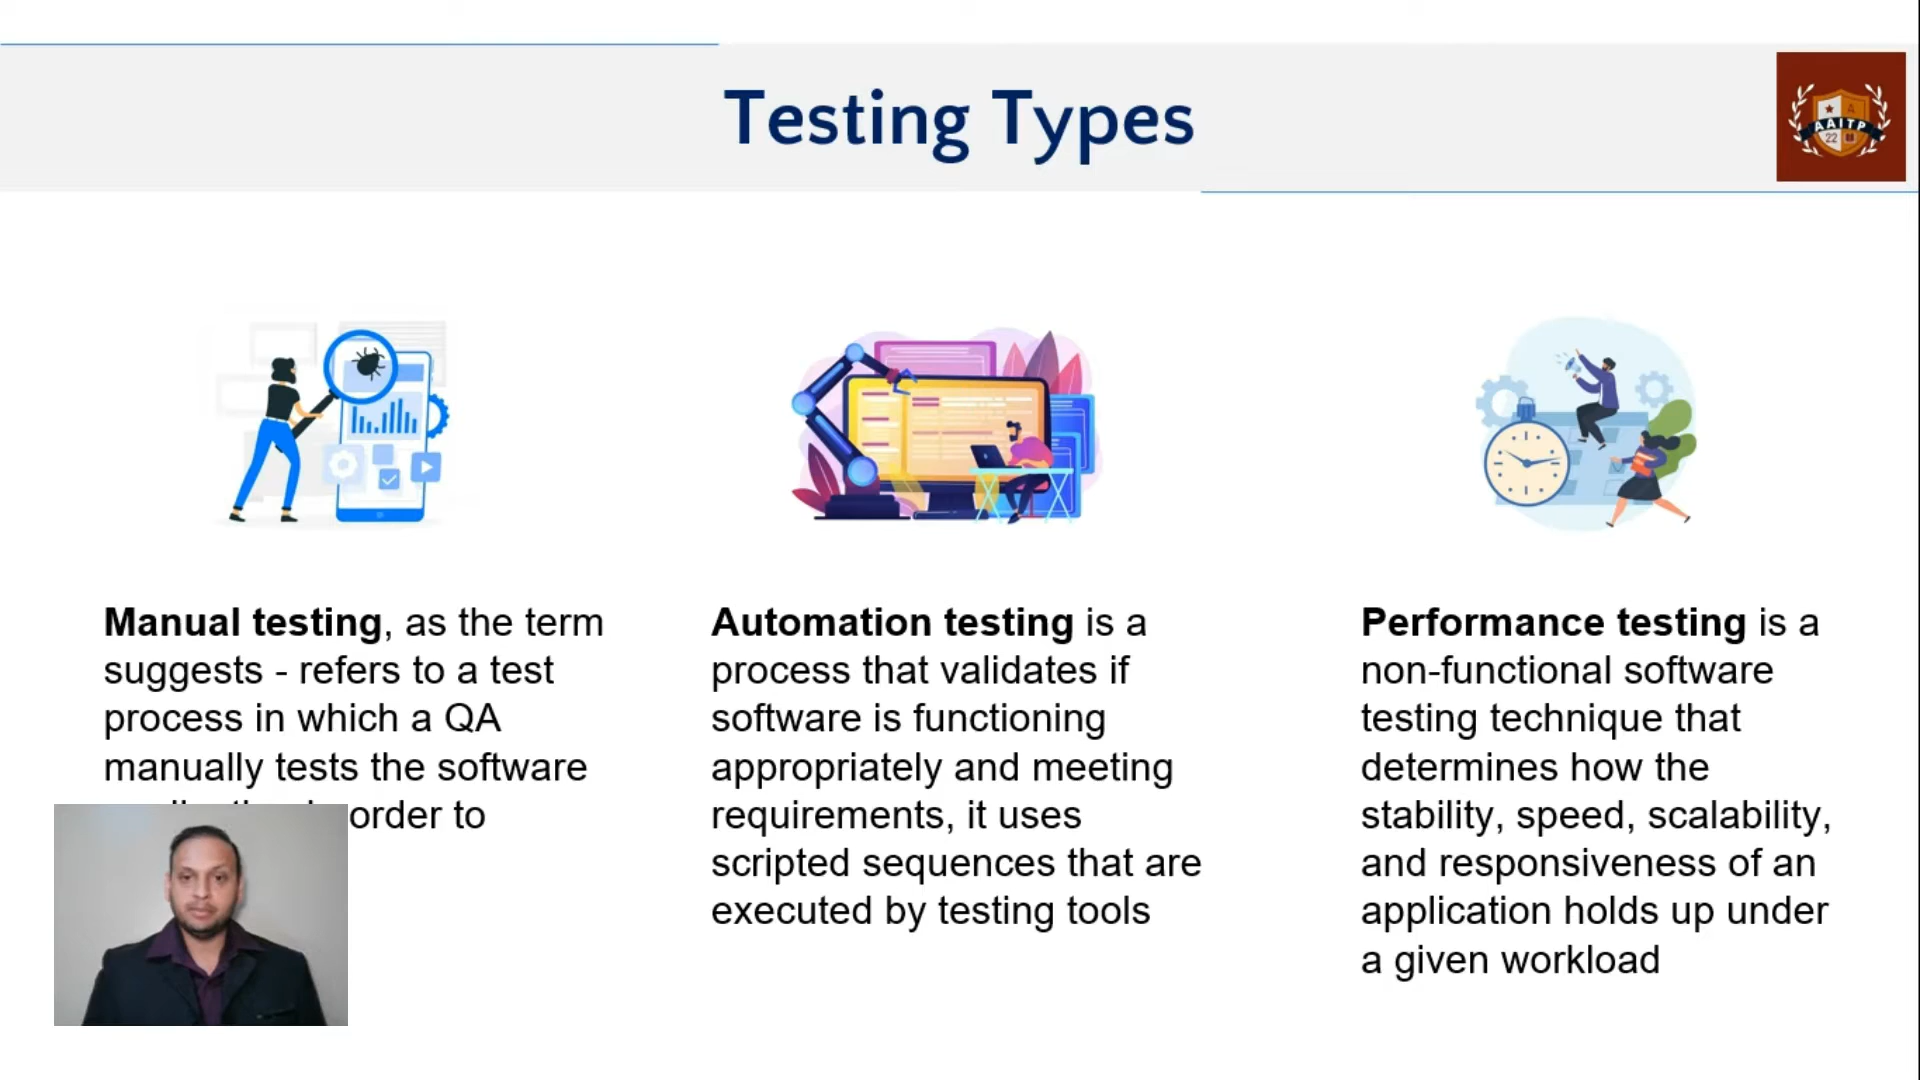 Testing Types
AAITP
22
Manual testing, as the term
suggests - refers to a test
process in which a QA
manually tests the software
order to
Automation testing is a
process that validates if
software is functioning
appropriately and meeting
requirements, it uses
scripted sequences that are
executed by testing tools
Performance testing is a
non-functional software
testing technique that
determines how the
stability, speed, scalability,
and responsiveness of an
application holds up under
a given workload